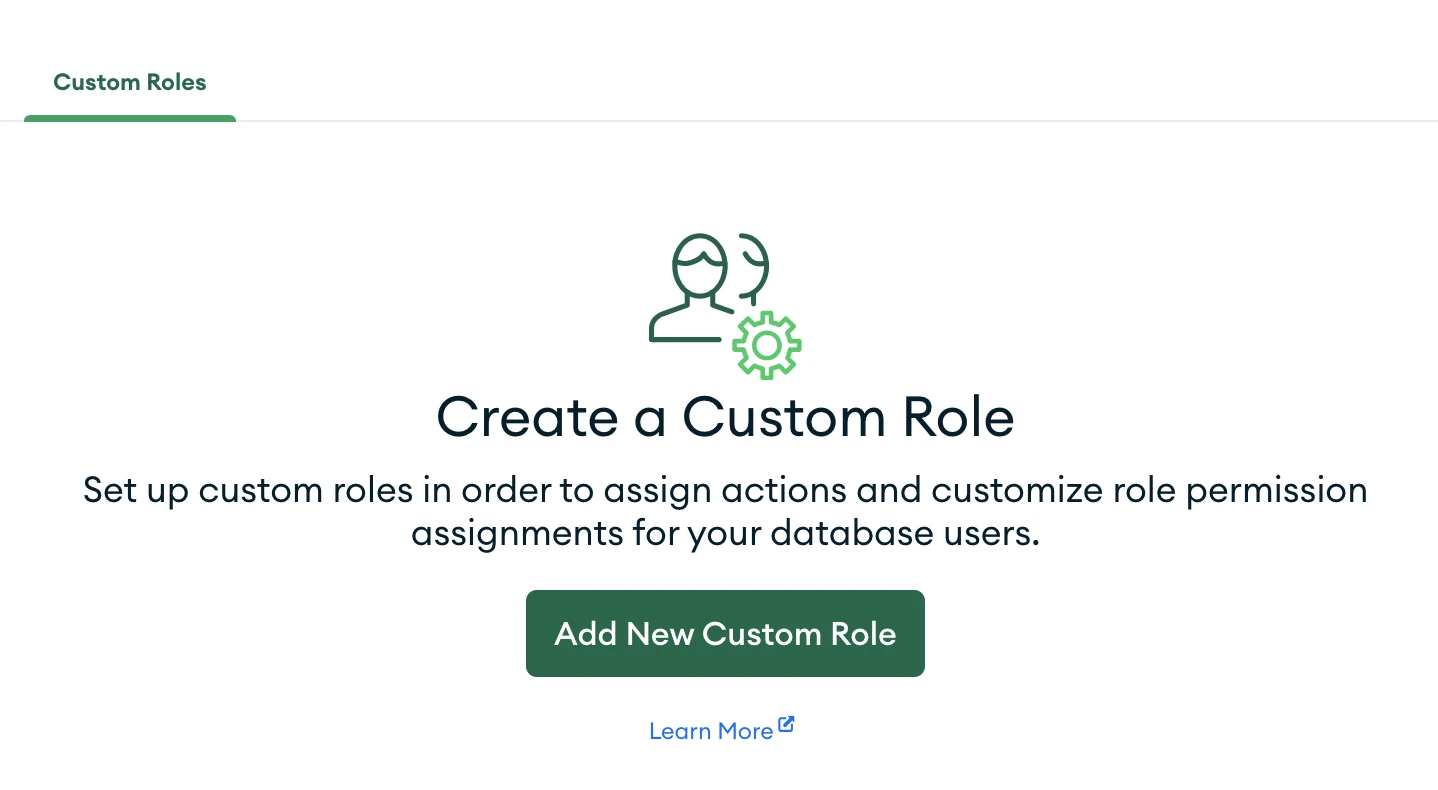 Custom Roles
Create a Custom Role
Set up custom roles in order to assign actions and customize role permission
assignments for your database users.
Add New Custom Role
Learn More